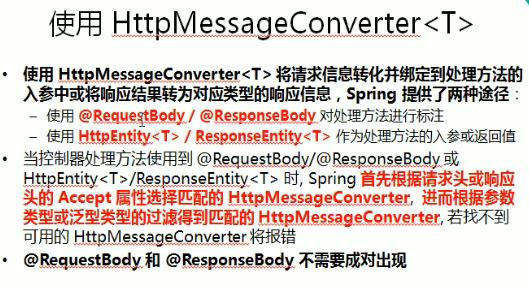 使用 HttpMessageConverter<T>
• 使用 HttpMessageConverter<T> 将请求信息转化并绑定到处理方法的
入参中或将响应结果转为对应类型的响应信息，Spring 提供了两种途径：
– 使用 @RequestBody / @ResponseBody 对处理方法进行标注
– 使用 HttpEntity<T> / ResponseEntity<T> 作为处理方法的入参或返回值
• 当控制器处理方法使用到 @RequestBody/@ResponseBody 或
HttpEntity<T>/ResponseEntity<T> 时, Spring 首先根据请求头或响应
头的 Accept 属性选择匹配的 HttpMessageConverter, 进而根据参数
类型或泛型类型的过滤得到匹配的 HttpMessageConverter, 若找不到
可用的 HttpMessageConverter 将报错
• @RequestBody 和 @ResponseBody 不需要成对出现